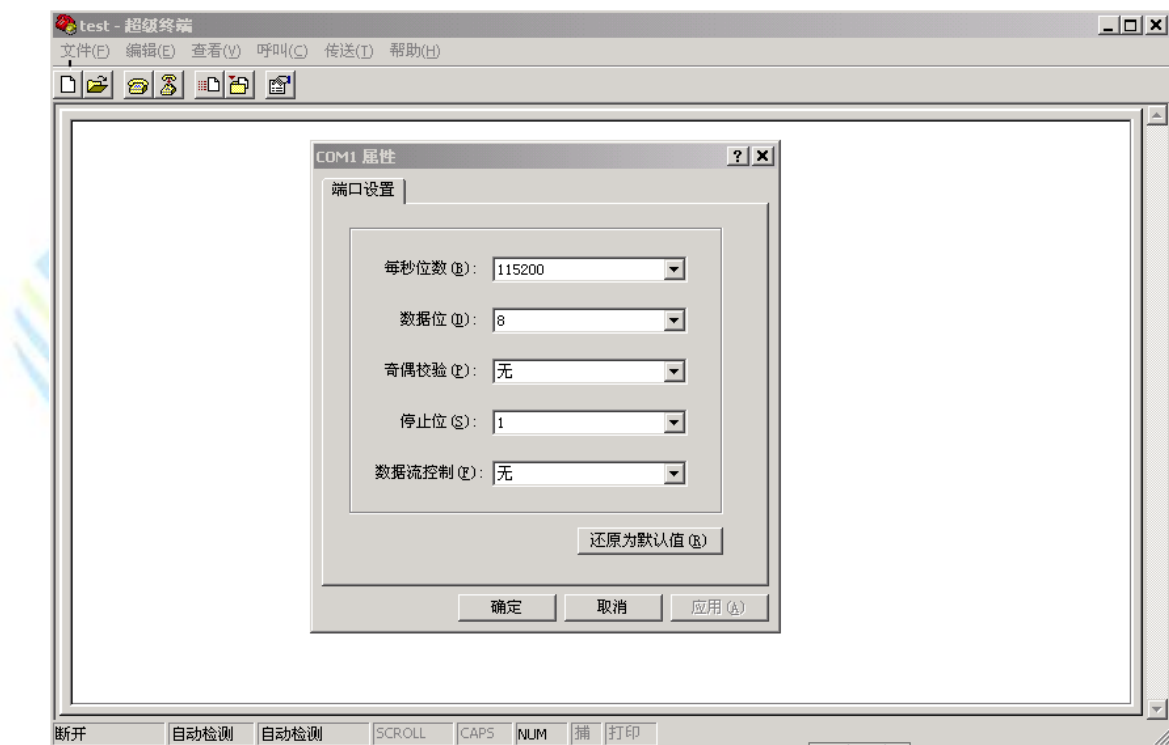 test - 超级终端
文件(F) 编辑(E) 查看(V) 呼叫(C) 传送(T) 帮助(H)
COM1 属性
端口设置
每秒位数(B): 115200
数据位(D): 8
奇偶校验(P): 无
停止位(S): 1
数据流控制(F): 无
还原为默认值(R)
确定 取消 应用(A)
断开 自动检测 自动检测 SCROLL CAPS NUM 捕 打印